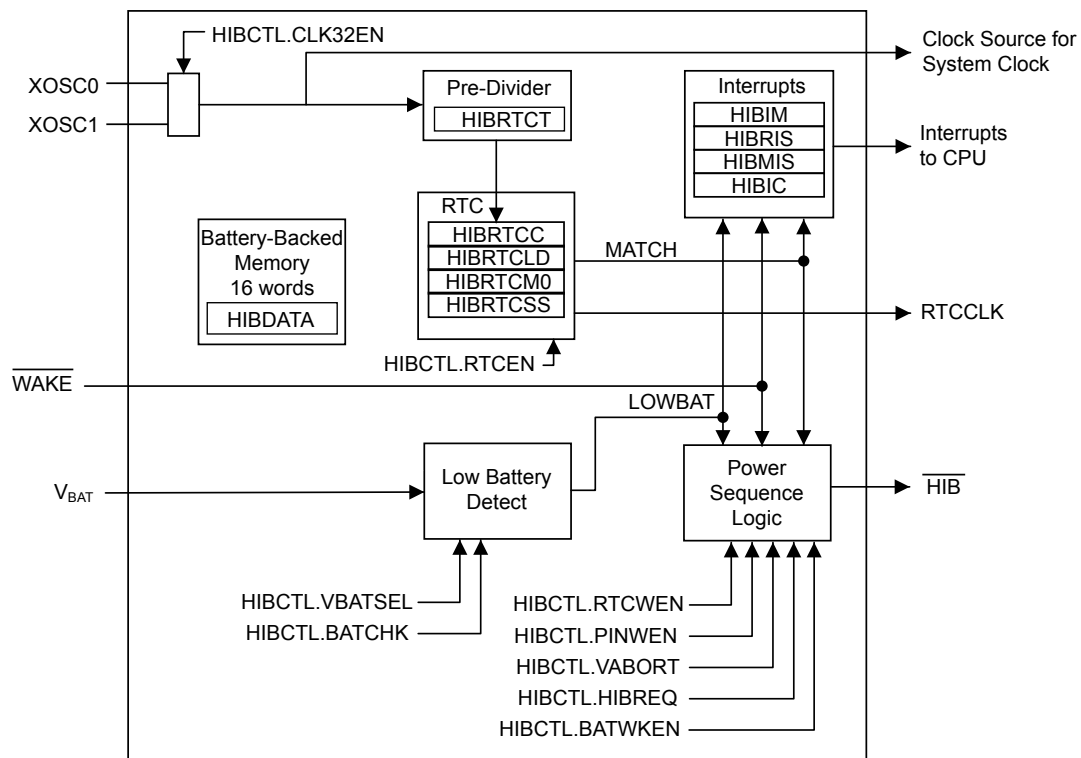 HIBCTL.CLK32EN
XOSC0
XOSC1
Clock Source for
System Clock
Pre-Divider
HIBRTCT
Interrupts
HIBIM
HIBRIS
HIBMIS
HIBIC
Interrupts
to CPU
RTC
HIBRTCC
HIBRTCLD
HIBRTCM0
HIBRTCSS
MATCH
Battery-Backed
Memory
16 words
HIBDATA
RTCCLK
HIBCTL.RTCEN
WAKE
LOWBAT
VBAT
Low Battery
Detect
Power
Sequence
Logic
HIB
HIBCTL.VBATSEL
HIBCTL.BATCHK
HIBCTL.RTCWEN
HIBCTL.PINWEN
HIBCTL.VABORT
HIBCTL.HIBREQ
HIBCTL.BATWKEN